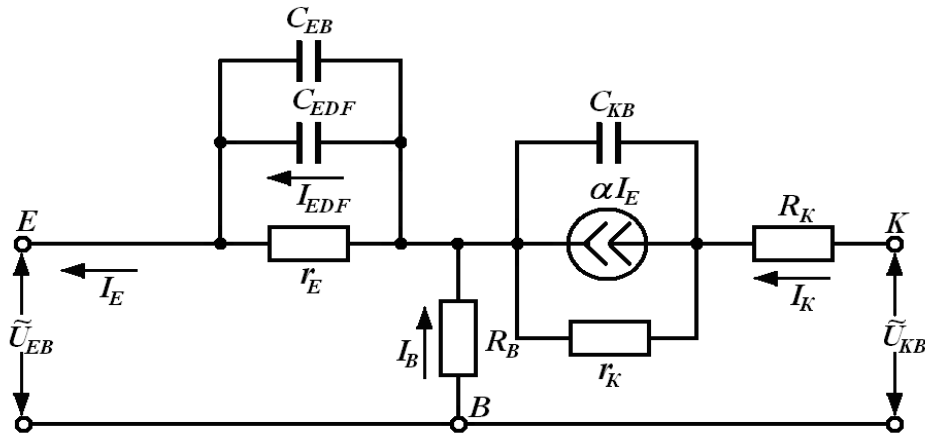 C_EB
C_EDF
I_EDF
C_KB
αI_E
R_K
E
K
I_E
r_E
I_K
Ũ_EB
I_B
R_B
r_K
Ũ_KB
B